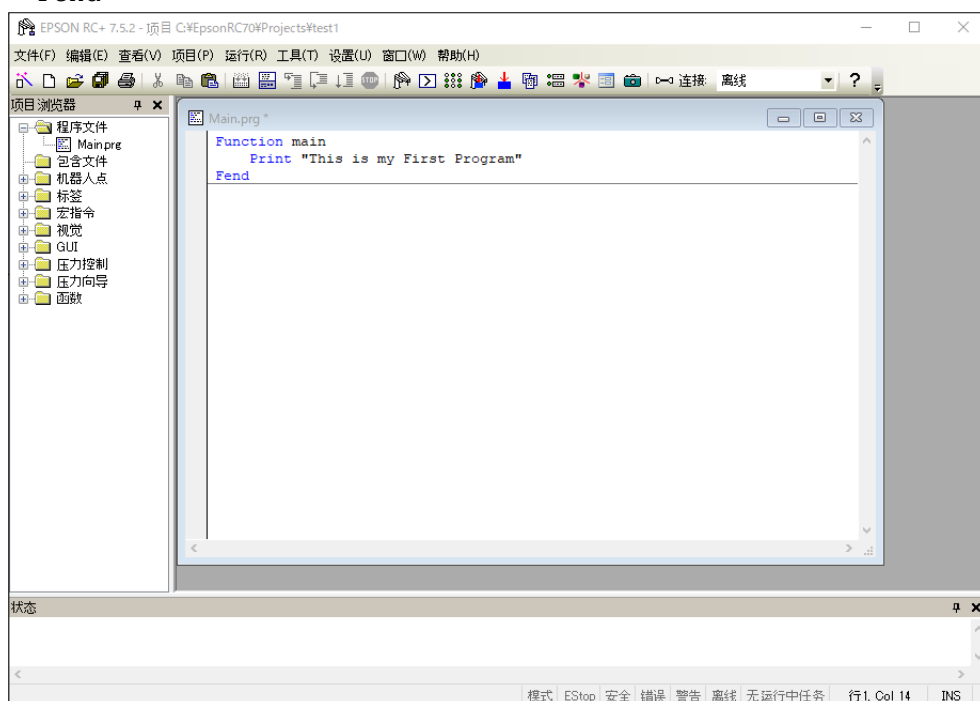 EPSON RC+ 7.5.2 - 项目 C:¥EpsonRC70¥Projects¥test1
文件(F) 编辑(E) 查看(V) 项目(P) 运行(R) 工具(T) 设置(U) 窗口(W) 帮助(H)
STOP 连接: 离线 ?
项目浏览器
程序文件
Main.prg
包含文件
机器人点
标签
宏指令
视觉
GUI
压力控制
压力向导
函数
Main.prg *
Function main
Print "This is my First Program"
Fend
状态
模式 EStop 安全 错误 警告 离线 无运行中任务 行1, Col 14 INS